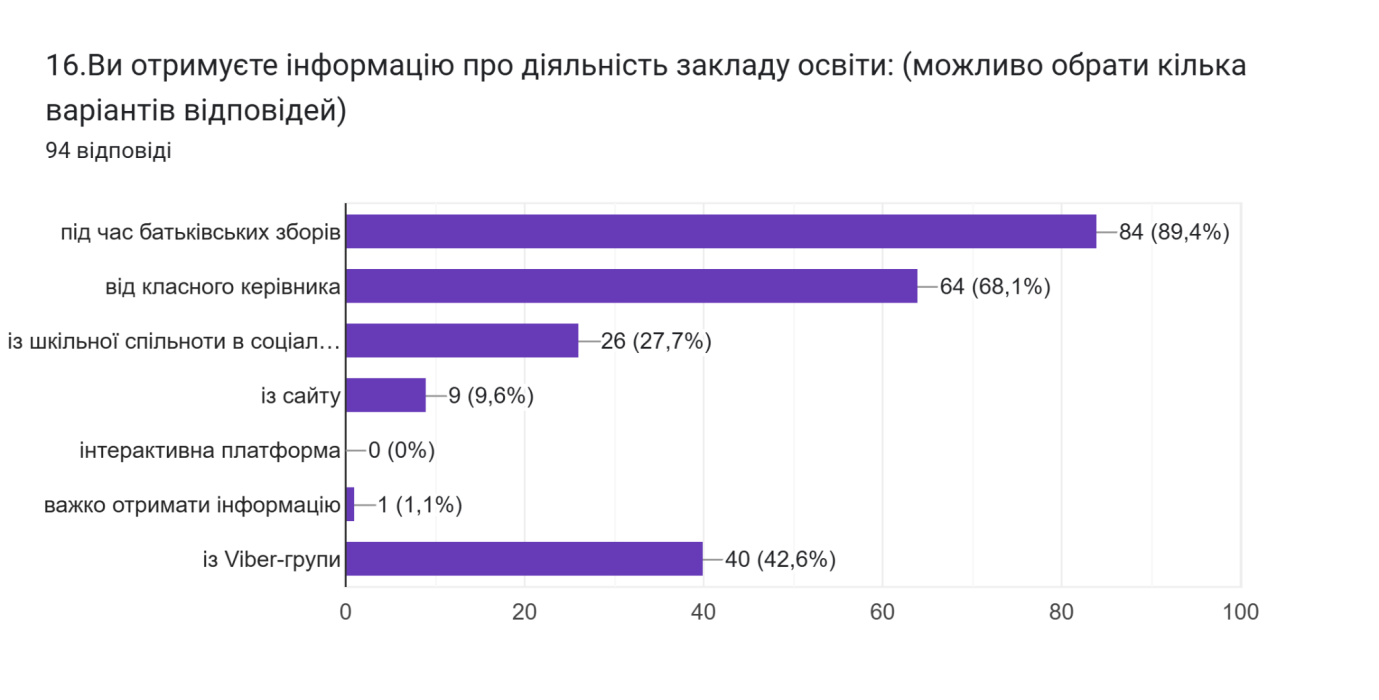 16.Ви отримуєте інформацію про діяльність закладу освіти: (можливо обрати кілька
варіантів відповідей)
94 відповіді
під час батьківських зборів 84 (89,4%)
від класного керівника 64 (68,1%)
із шкільної спільноти в соціал… 26 (27,7%)
із сайту 9 (9,6%)
інтерактивна платформа 0 (0%)
важко отримати інформацію 1 (1,1%)
із Viber-групи 40 (42,6%)
0 20 40 60 80 100